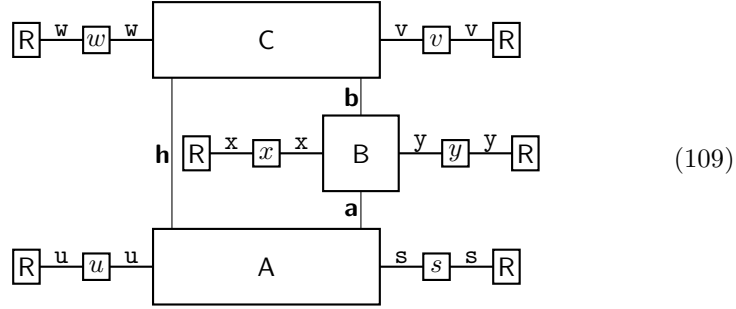 R w w w C v v v R
b
h R x x x B y y y R (109)
a
R u u u A s s s R